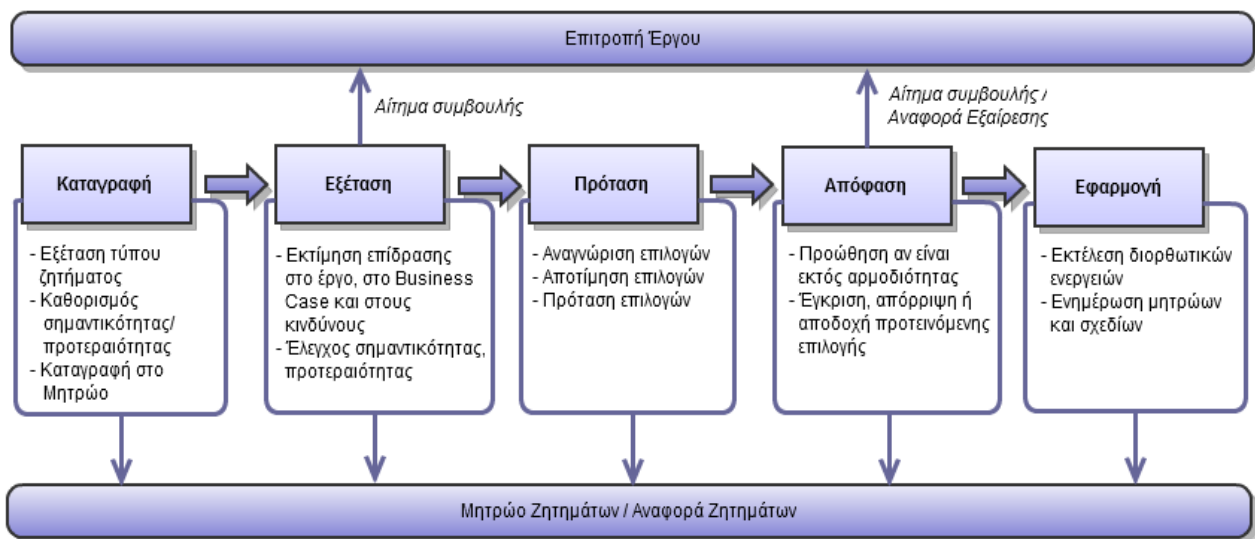 Επιτροπή Έργου
Αίτημα συμβουλής
Αίτημα συμβουλής /
Αναφορά Εξαίρεσης
Καταγραφή
- Εξέταση τύπου
ζητήματος
- Καθορισμός
σημαντικότητας/
προτεραιότητας
- Καταγραφή στο
Μητρώο
Εξέταση
- Εκτίμηση επίδρασης
στο έργο, στο Business
Case και στους
κινδύνους
- Έλεγχος σημαντικότητας,
προτεραιότητας
Πρόταση
- Αναγνώριση επιλογών
- Αποτίμηση επιλογών
- Πρόταση επιλογών
Απόφαση
- Προώθηση αν είναι
εκτός αρμοδιότητας
- Έγκριση, απόρριψη ή
αποδοχή προτεινόμενης
επιλογής
Εφαρμογή
- Εκτέλεση διορθωτικών
ενεργειών
- Ενημέρωση μητρώων
και σχεδίων
Μητρώο Ζητημάτων / Αναφορά Ζητημάτων